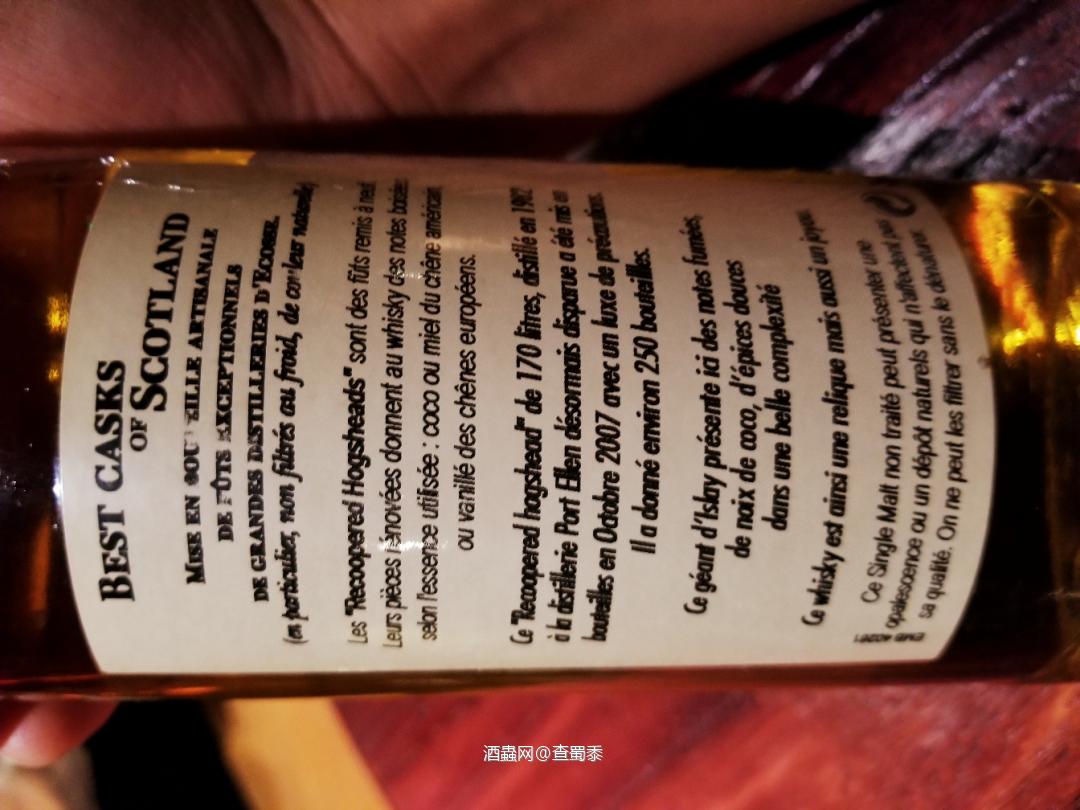 BEST CASKS
OF SCOTLAND
MISE EN BOUTEILLE ARTISANALE
DE FÛTS EXCEPTIONNELS
DE GRANDES DISTILLERIES D'ECOSSE.
(en particulier, non filtrés au froid, de couleur naturelle)
Les "Recoopered Hogsheads" sont des fûts remis à neuf.
Leurs pièces rénovées donnent au whisky des notes boisées
selon l'essence utilisée : coco ou miel du chêne américain,
ou vanillé des chênes européens.
Ce "Recoopered hogshead" de 170 litres, distillé en 1982
à la distillerie Port Ellen désormais disparue a été mis en
bouteilles en Octobre 2007 avec un luxe de précautions.
Il a donné environ 250 bouteilles.
Ce géant d'Islay présente ici des notes fumées,
de noix de coco, d'épices douces
dans une belle complexité
Ce whisky est ainsi une relique mais aussi un joyau.
Ce Single Malt non traité peut présenter une
opalescence ou un dépôt naturels qui n'affectent pas
sa qualité. On ne peut les filtrer sans le dénaturer.
EMB 40261
酒蟲网@查蜀黍